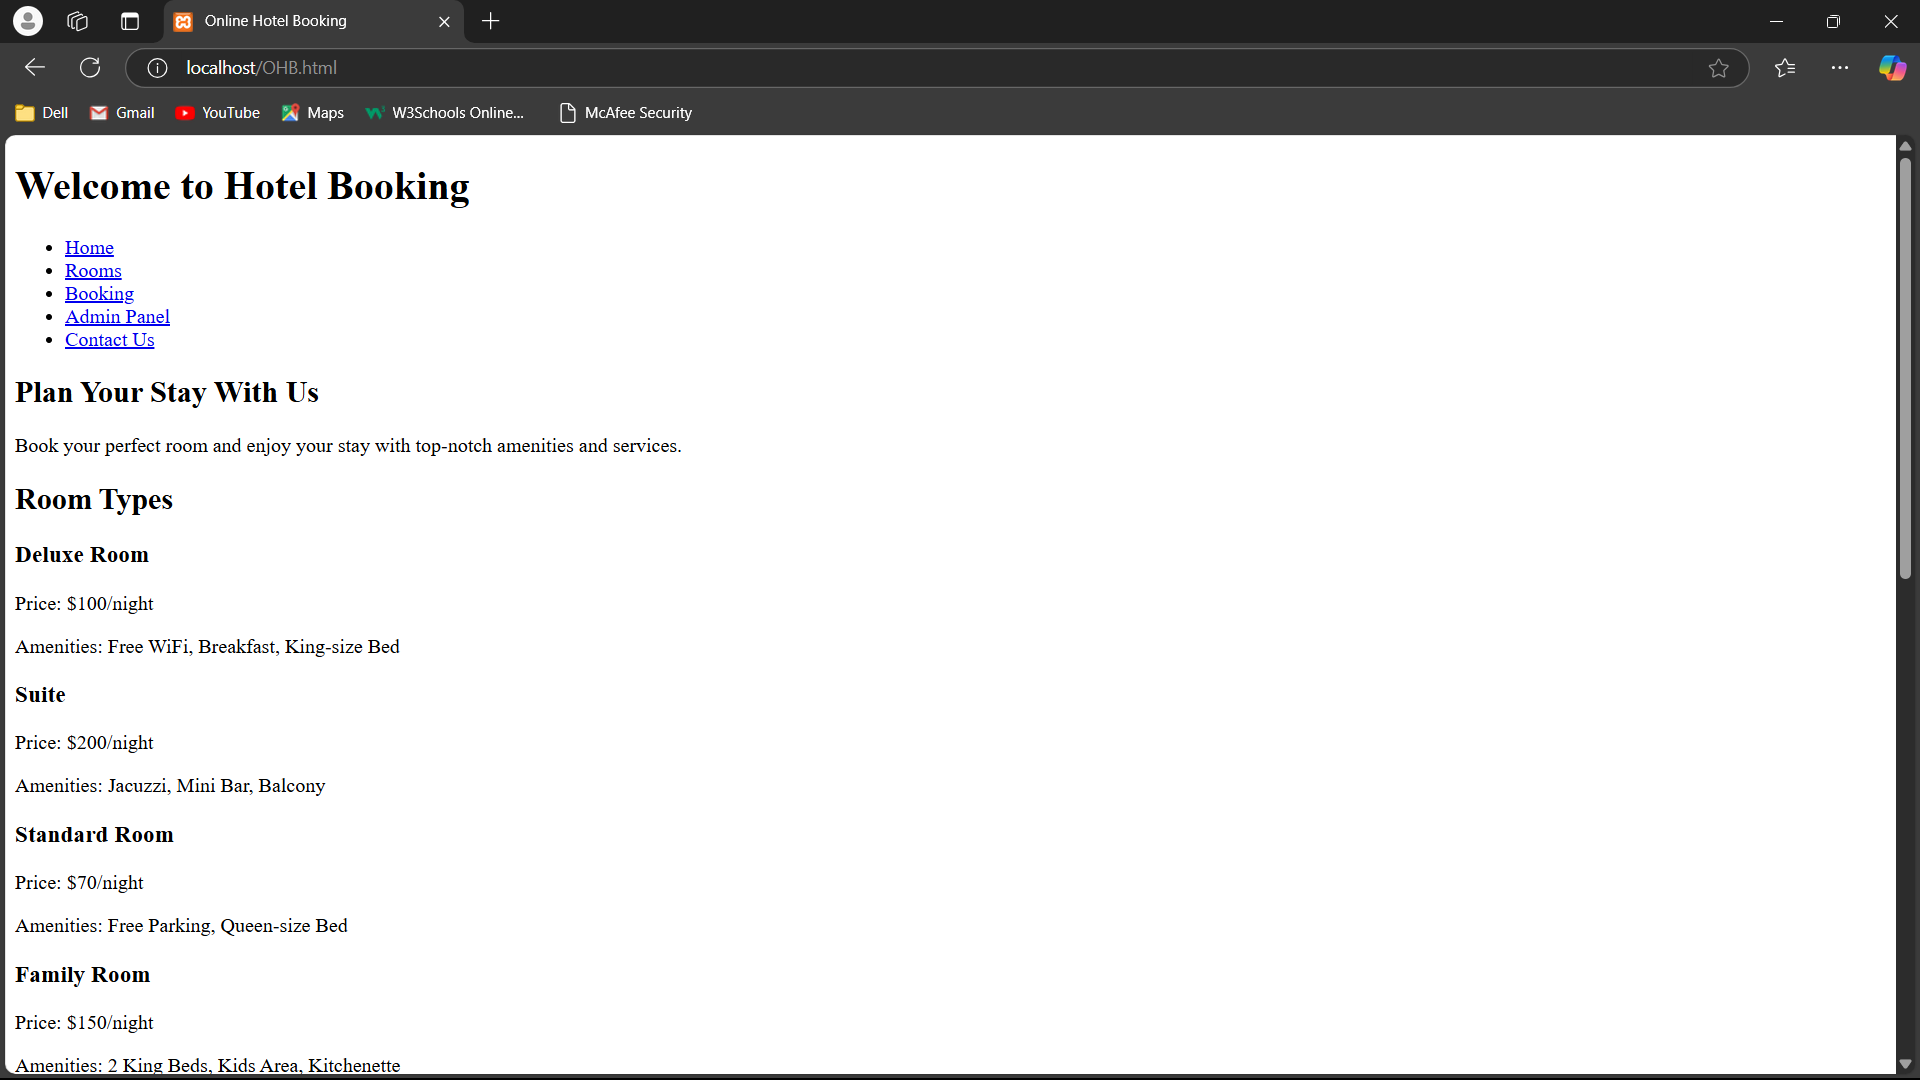 Online Hotel Booking
localhost/OHB.html
Dell
Gmail
YouTube
Maps
W3Schools Online...
McAfee Security
Welcome to Hotel Booking
Home
Rooms
Booking
Admin Panel
Contact Us
Plan Your Stay With Us
Book your perfect room and enjoy your stay with top-notch amenities and services.
Room Types
Deluxe Room
Price: $100/night
Amenities: Free WiFi, Breakfast, King-size Bed
Suite
Price: $200/night
Amenities: Jacuzzi, Mini Bar, Balcony
Standard Room
Price: $70/night
Amenities: Free Parking, Queen-size Bed
Family Room
Price: $150/night
Amenities: 2 King Beds, Kids Area, Kitchenette